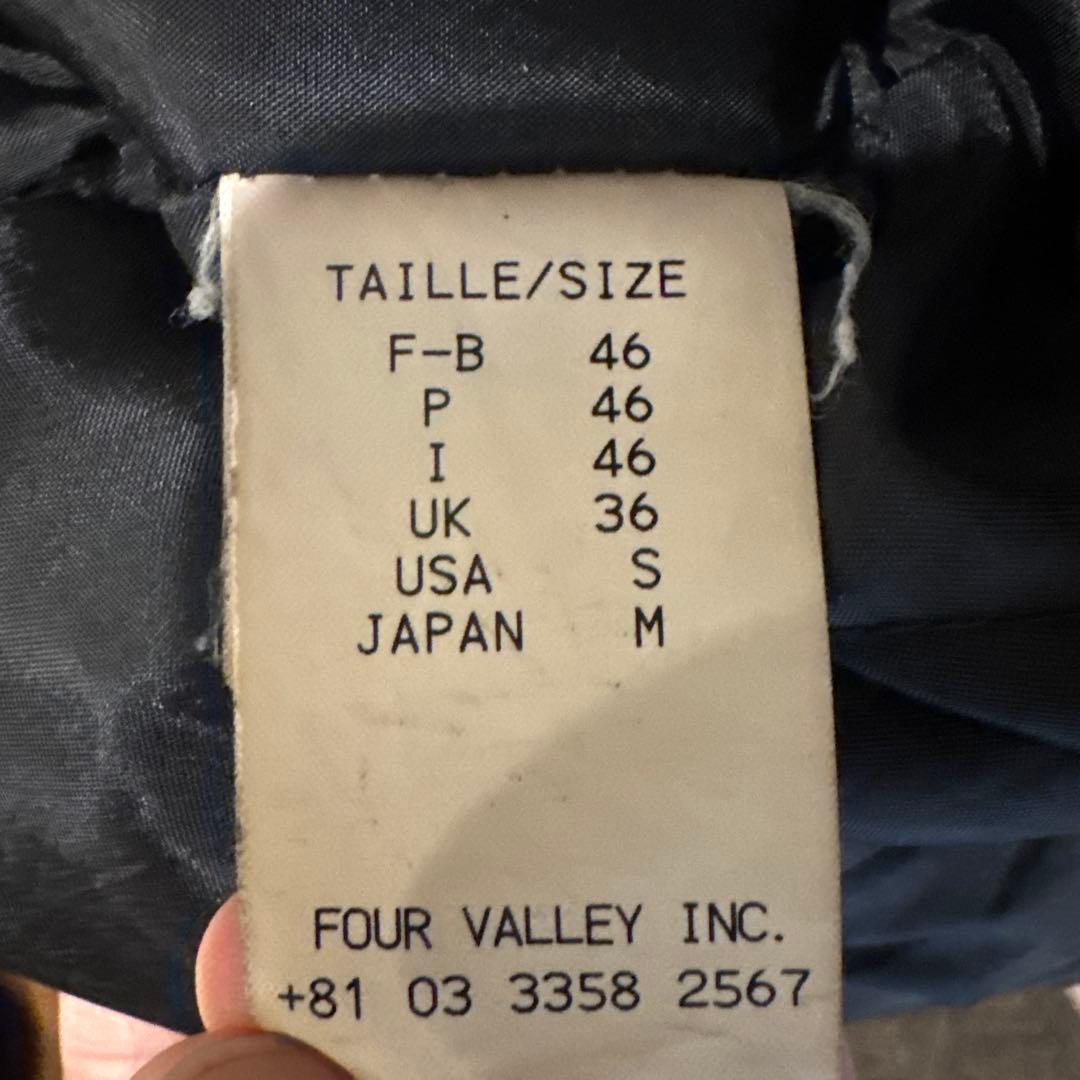 TAILLE/SIZE
F-B 46
P 46
I 46
UK 36
USA S
JAPAN M
FOUR VALLEY INC.
+81 03 3358 2567